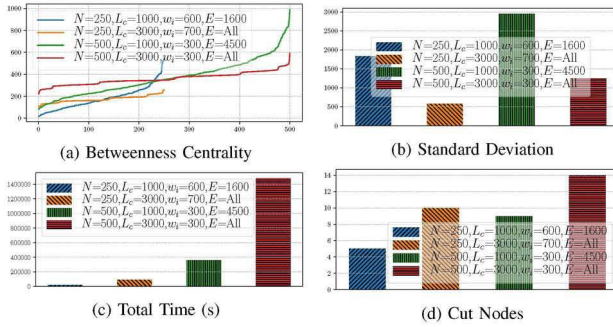 1000
800
600
400
200
0
0
100
200
300
400
500
N=250,L_c=1000,w_i=600,E=1600
N=250,L_c=3000,w_i=700,E=All
N=500,L_c=1000,w_i=300,E=4500
N=500,L_c=3000,w_i=300,E=All
(a) Betweenness Centrality
3000
2500
2000
1500
1000
500
0
N=250,L_c=1000,w_i=600,E=1600
N=250,L_c=3000,w_i=700,E=All
N=500,L_c=1000,w_i=300,E=4500
N=500,L_c=3000,w_i=300,E=All
(b) Standard Deviation
1400000
1200000
1000000
800000
600000
400000
200000
0
N=250,L_c=1000,w_i=600,E=1600
N=250,L_c=3000,w_i=700,E=All
N=500,L_c=1000,w_i=300,E=4500
N=500,L_c=3000,w_i=300,E=All
(c) Total Time (s)
14
12
10
8
6
4
2
0
N=250,L_c=1000,w_i=600,E=1600
N=250,L_c=3000,w_i=700,E=All
N=500,L_c=1000,w_i=300,E=4500
N=500,L_c=3000,w_i=300,E=All
(d) Cut Nodes